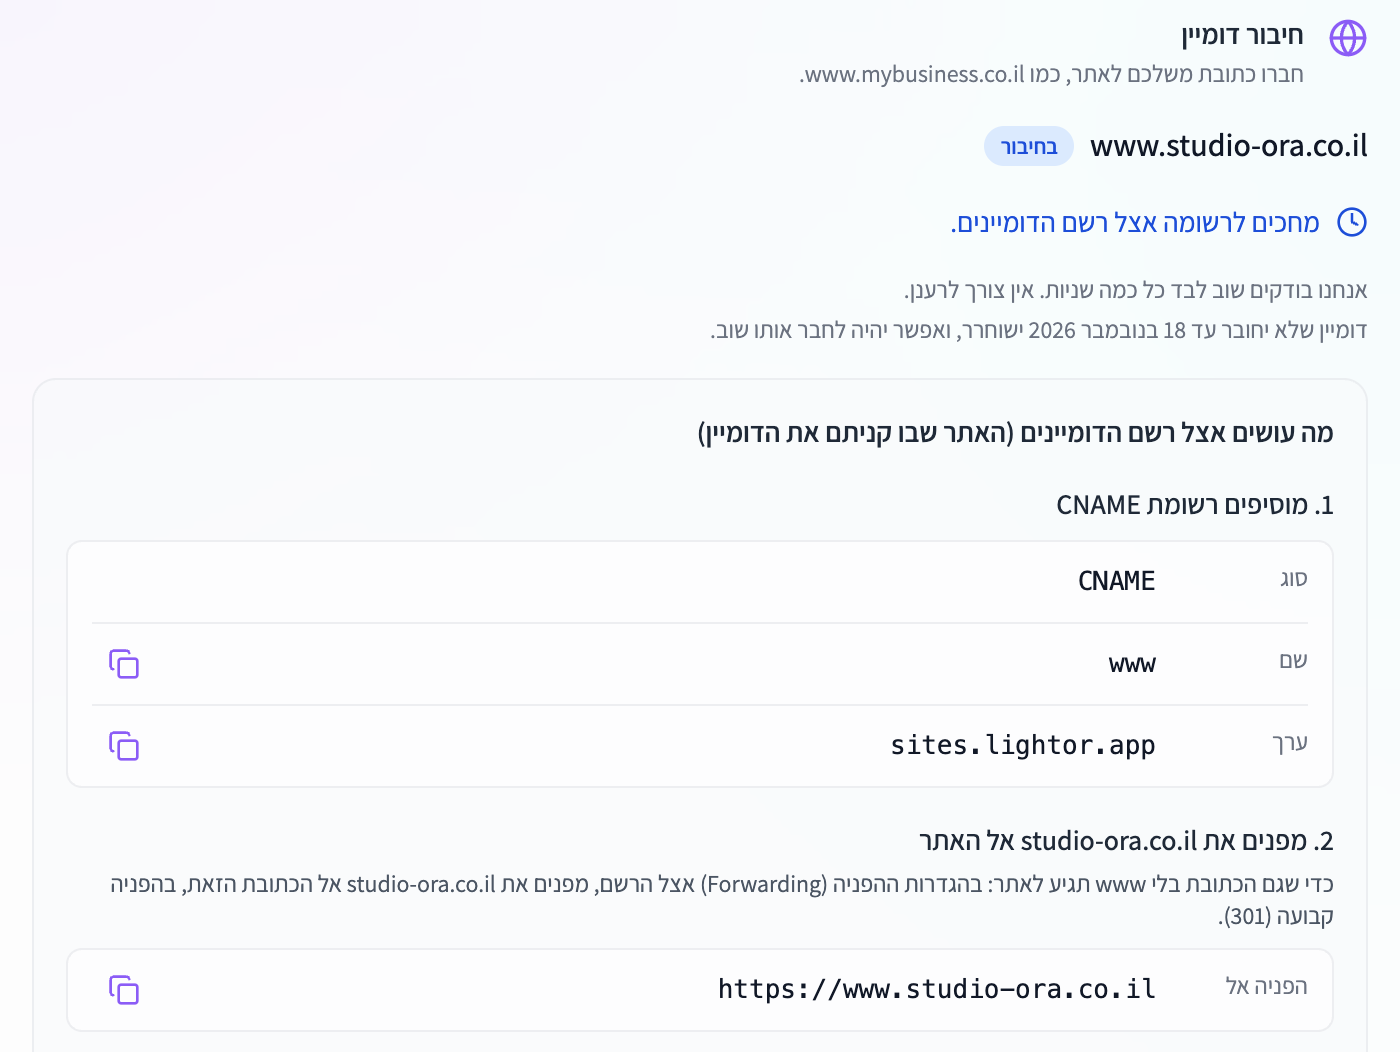 חיבור דומיין
חברו כתובת משלכם לאתר, כמו www.mybusiness.co.il.
www.studio-ora.co.il בחיבור
מחכים לרשומה אצל רשם הדומיינים.
אנחנו בודקים שוב לבד כל כמה שניות. אין צורך לרענן.
דומיין שלא יחובר עד 18 בנובמבר 2026 ישוחרר, ואפשר יהיה לחבר אותו שוב.
מה עושים אצל רשם הדומיינים (האתר שבו קניתם את הדומיין)
1. מוסיפים רשומת CNAME
סוג CNAME
שם www
ערך sites.lightor.app
2. מפנים את studio-ora.co.il אל האתר
כדי שגם הכתובת בלי www תגיע לאתר: בהגדרות ההפניה (Forwarding) אצל הרשם, מפנים את studio-ora.co.il אל הכתובת הזאת, בהפניה
קבועה (301).
הפניה אל https://www.studio-ora.co.il